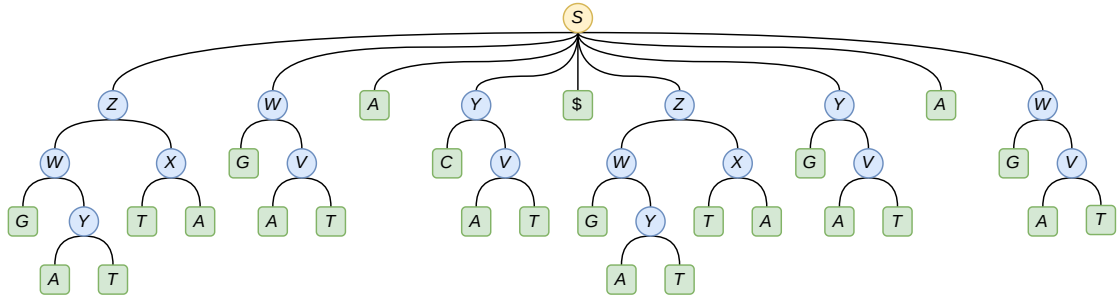 S
Z W A Y $ Z Y A W
W X G V C V W X G V G V
G Y T A A T A T G Y T A A T A T
A T A T